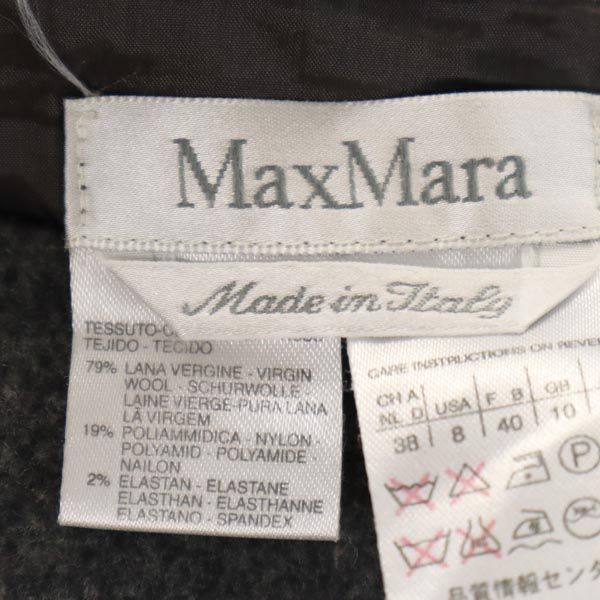 MaxMara
Made in Italy
TESSUTO-
TEJIDO - TECIDO
79% LANA VERGINE - VIRGIN
WOOL - SCHURWOLLE -
LAINE VIERGE-PURA LANA
LÀ VIRGEM
19% POLIAMMIDICA - NYLON -
POLYAMID - POLYAMIDE -
NAILON
2% ELASTAN - ELASTANE
ELASTHAN - ELASTHANNE
ELASTANO - SPANDEX
CARE INSTRUCTIONS ON REVE
CH A USA F B GB
NL D
38 8 40 10
P
品質情報センタ